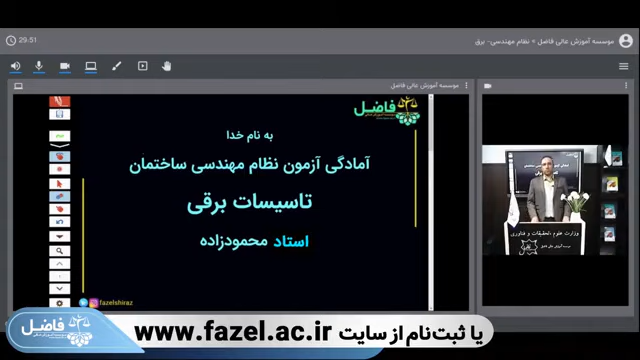 29:51
موسسه آموزش عالی فاضل » نظام مهندسی- برق
موسسه آموزش عالی فاضل
فاضل
به نام خدا
آمادگی آزمون نظام مهندسی ساختمان
تاسیسات برقی
استاد محمودزاده
fazelshiraz
وزارت علوم ،تحقیقات و فناوری
یا ثبت‌نام از سایت www.fazel.ac.ir
فاضل